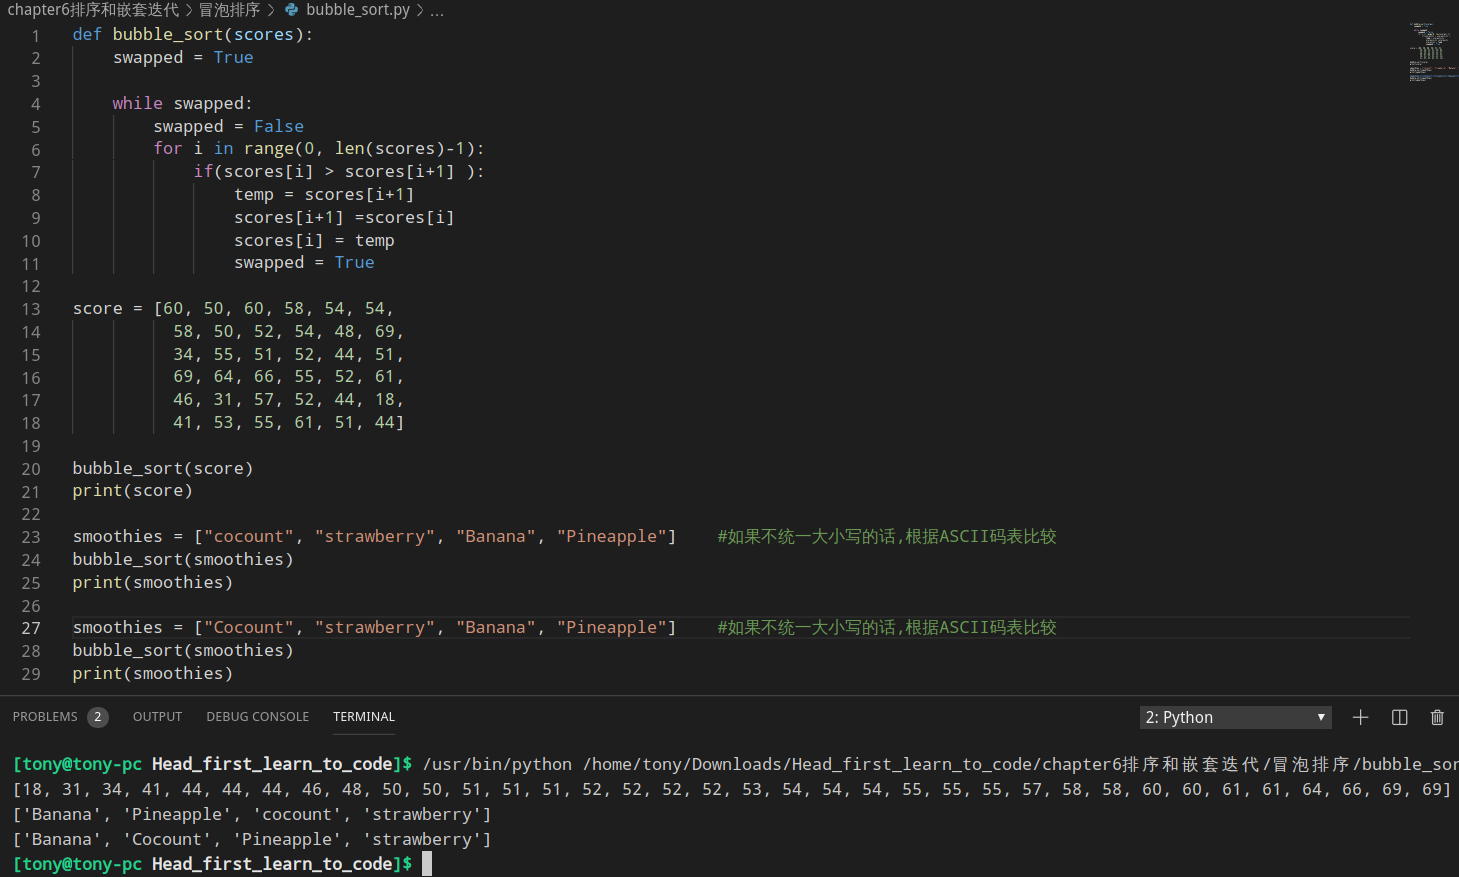 chapter6排序和嵌套迭代 > 冒泡排序 > bubble_sort.py > ...
1 def bubble_sort(scores):
2     swapped = True
3
4     while swapped:
5         swapped = False
6         for i in range(0, len(scores)-1):
7             if(scores[i] > scores[i+1] ):
8                 temp = scores[i+1]
9                 scores[i+1] =scores[i]
10                 scores[i] = temp
11                 swapped = True
12
13 score = [60, 50, 60, 58, 54, 54,
14           58, 50, 52, 54, 48, 69,
15           34, 55, 51, 52, 44, 51,
16           69, 64, 66, 55, 52, 61,
17           46, 31, 57, 52, 44, 18,
18           41, 53, 55, 61, 51, 44]
19
20 bubble_sort(score)
21 print(score)
22
23 smoothies = ["cocount", "strawberry", "Banana", "Pineapple"]    #如果不统一大小写的话,根据ASCII码表比较
24 bubble_sort(smoothies)
25 print(smoothies)
26
27 smoothies = ["Cocount", "strawberry", "Banana", "Pineapple"]    #如果不统一大小写的话,根据ASCII码表比较
28 bubble_sort(smoothies)
29 print(smoothies)
PROBLEMS 2 OUTPUT DEBUG CONSOLE TERMINAL 2: Python
[tony@tony-pc Head_first_learn_to_code]$ /usr/bin/python /home/tony/Downloads/Head_first_learn_to_code/chapter6排序和嵌套迭代/冒泡排序/bubble_sor
[18, 31, 34, 41, 44, 44, 44, 46, 48, 50, 50, 51, 51, 51, 52, 52, 52, 52, 53, 54, 54, 54, 55, 55, 55, 57, 58, 58, 60, 60, 61, 61, 64, 66, 69, 69]
['Banana', 'Pineapple', 'cocount', 'strawberry']
['Banana', 'Cocount', 'Pineapple', 'strawberry']
[tony@tony-pc Head_first_learn_to_code]$